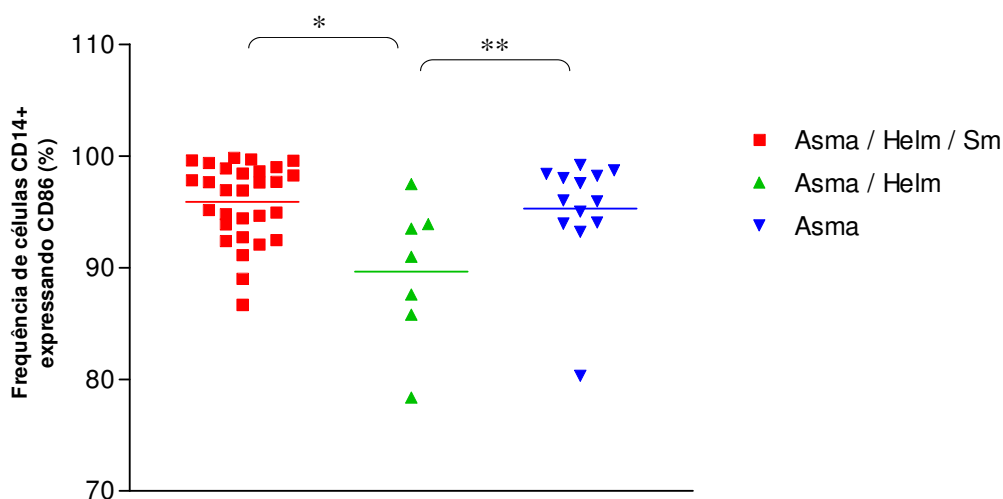 *
**
110
100
90
80
70
Frequência de células CD14+
expressando CD86 (%)
Asma / Helm / Sm
Asma / Helm
Asma